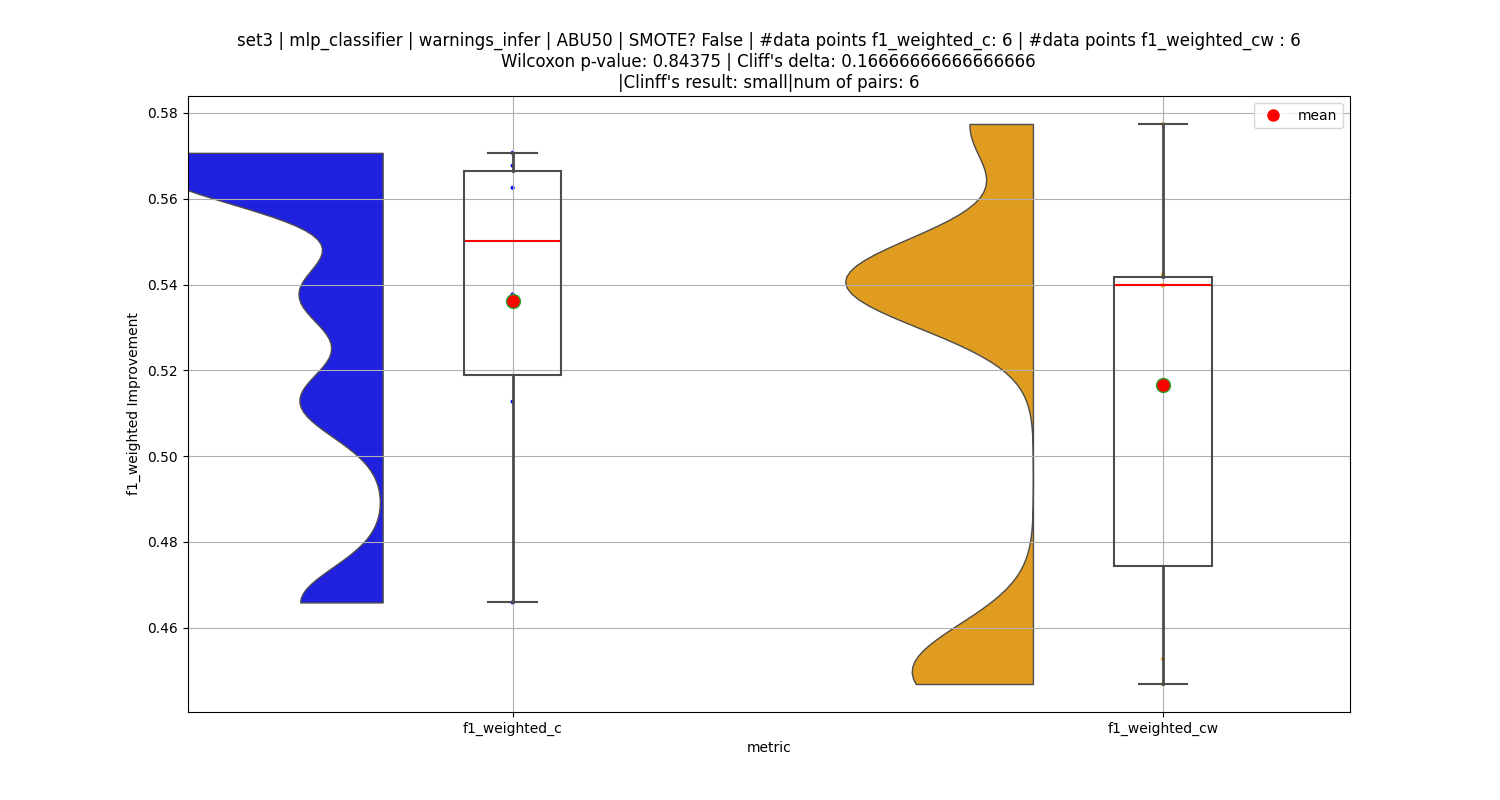 set3 | mlp_classifier | warnings_infer | ABU50 | SMOTE? False | #data points f1_weighted_c: 6 | #data points f1_weighted_cw : 6
Wilcoxon p-value: 0.84375 | Cliff's delta: 0.16666666666666666
|Clinff's result: small|num of pairs: 6
mean
0.58
0.56
0.54
0.52
0.50
0.48
0.46
f1_weighted Improvement
f1_weighted_c
f1_weighted_cw
metric